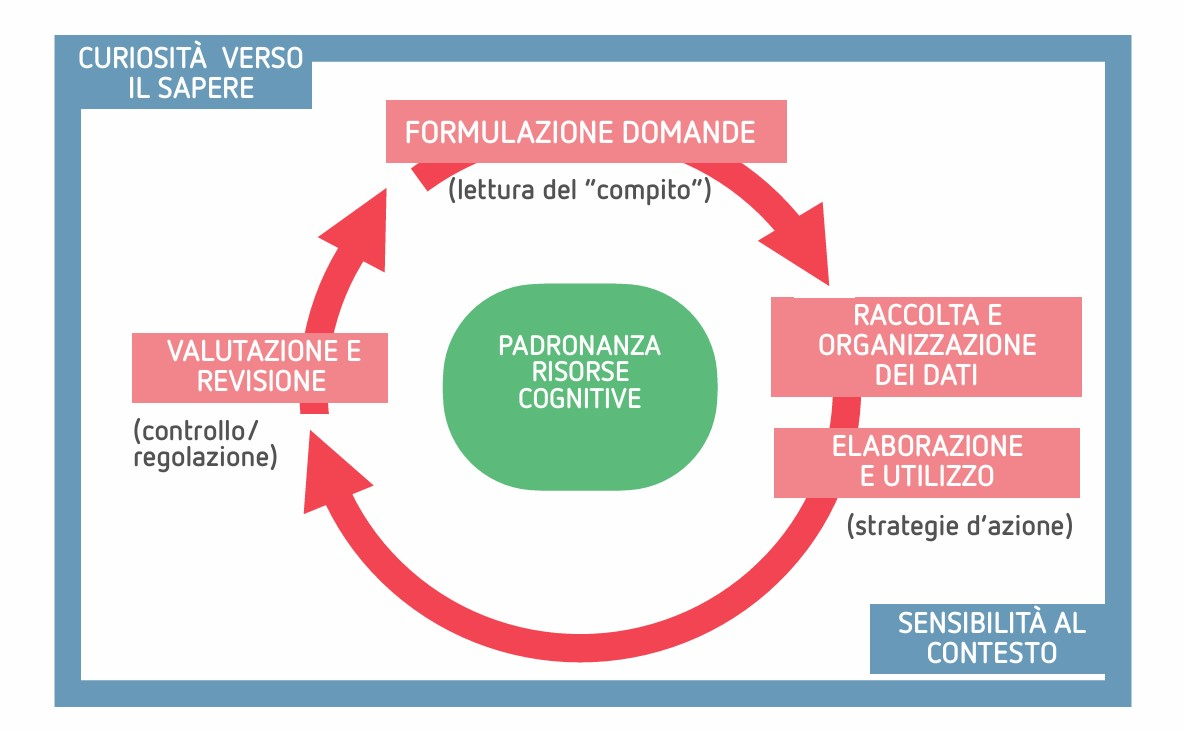 CURIOSITÀ VERSO
IL SAPERE
FORMULAZIONE DOMANDE
(lettura del "compito")
RACCOLTA E
ORGANIZZAZIONE
DEI DATI
VALUTAZIONE E
REVISIONE
(controllo/
regolazione)
PADRONANZA
RISORSE
COGNITIVE
ELABORAZIONE
E UTILIZZO
(strategie d'azione)
SENSIBILITÀ AL
CONTESTO